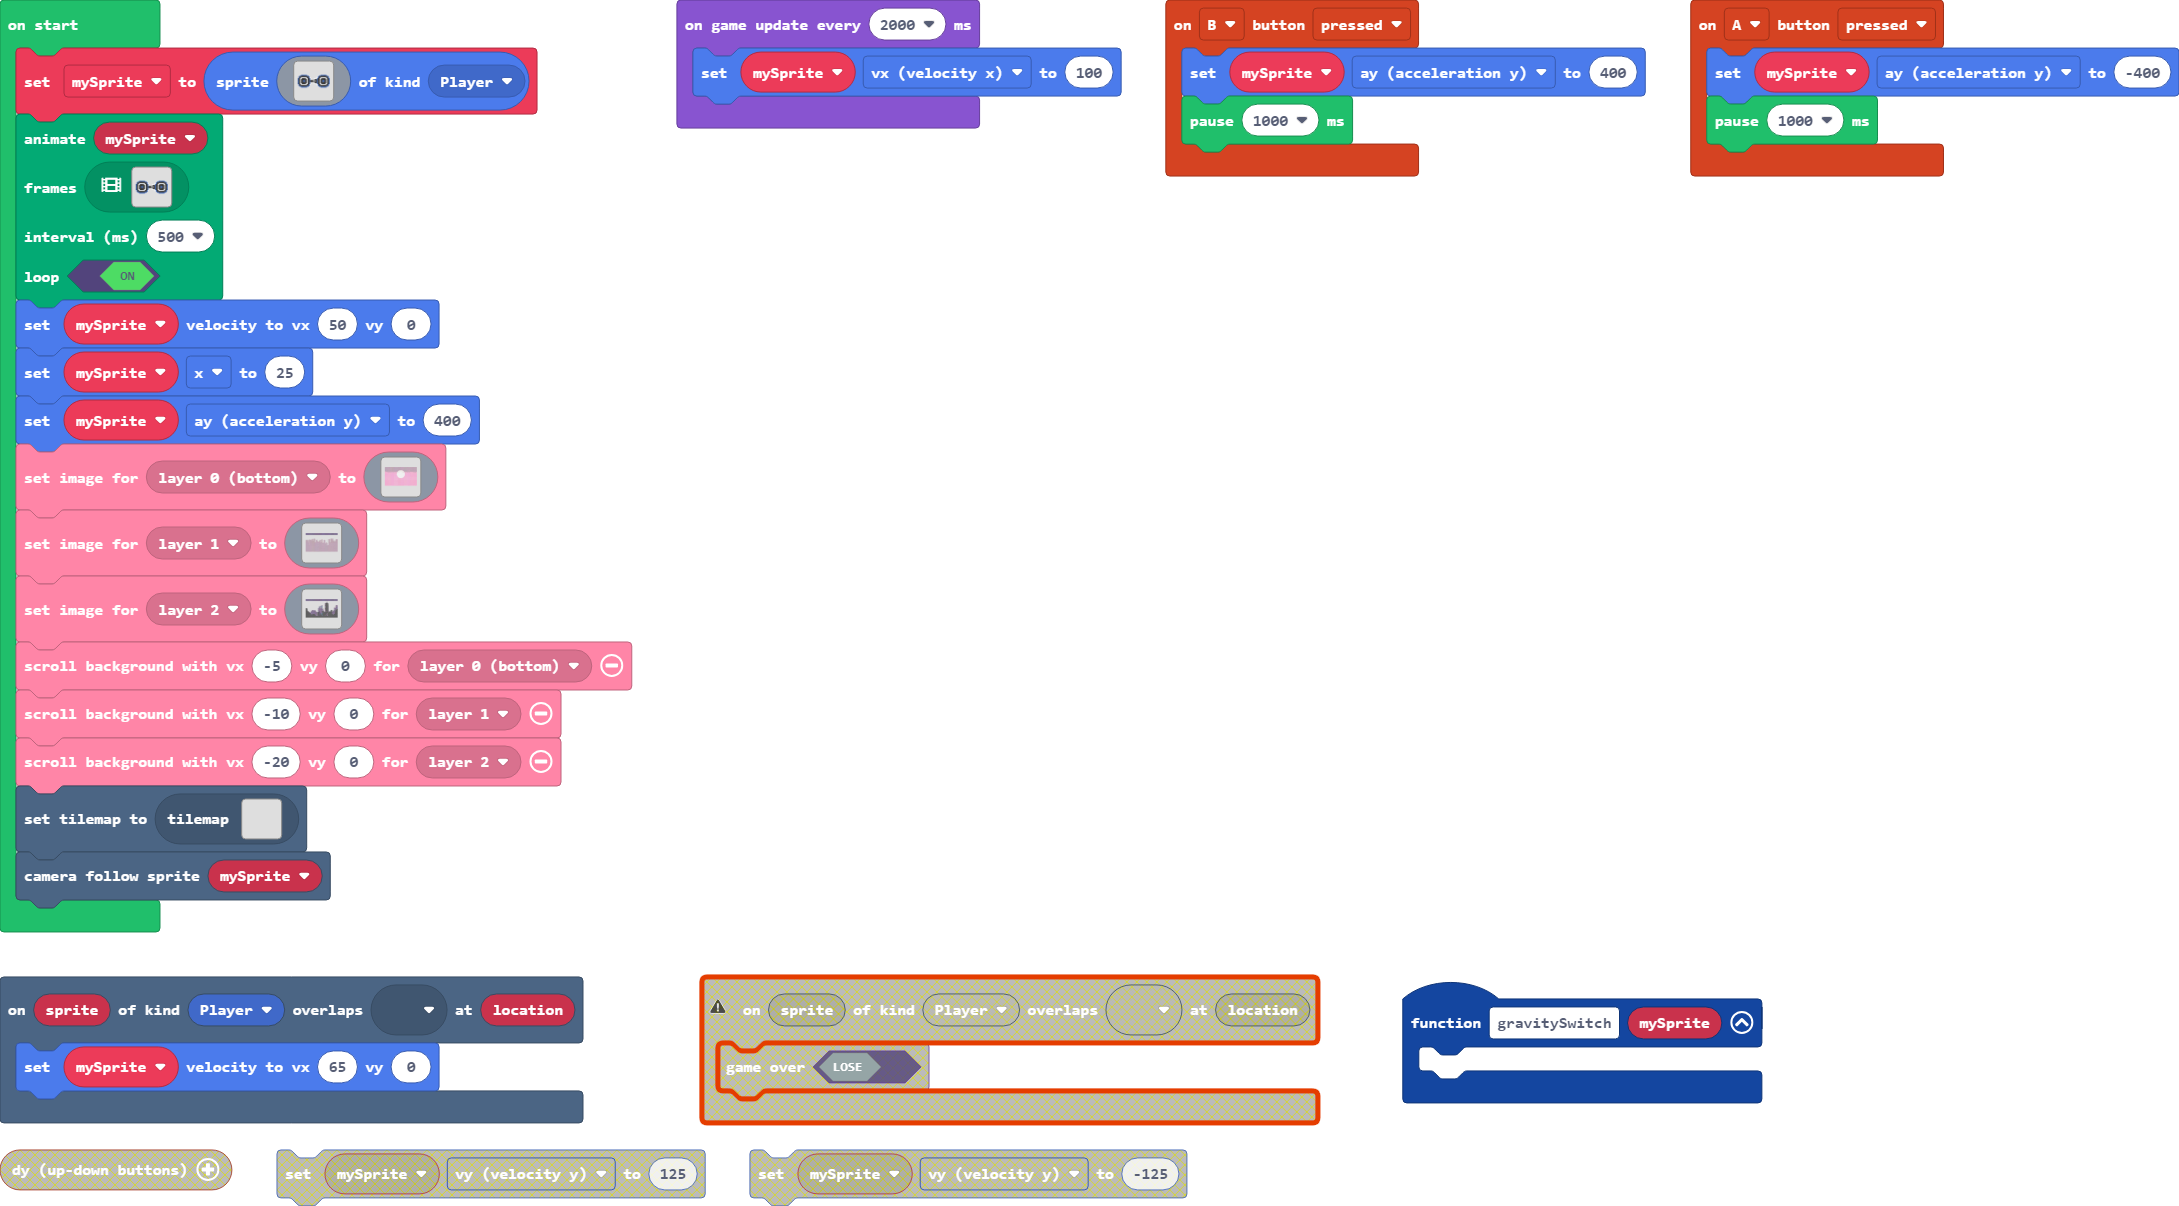 on start
set mySprite to sprite of kind Player
animate mySprite
frames
interval (ms) 500
loop ON
set mySprite velocity to vx 50 vy 0
set mySprite x to 25
set mySprite ay (acceleration y) to 400
set image for layer 0 (bottom) to
set image for layer 1 to
set image for layer 2 to
scroll background with vx -5 vy 0 for layer 0 (bottom)
scroll background with vx -10 vy 0 for layer 1
scroll background with vx -20 vy 0 for layer 2
set tilemap to tilemap
camera follow sprite mySprite
on game update every 2000 ms
set mySprite vx (velocity x) to 100
on B button pressed
set mySprite ay (acceleration y) to 400
pause 1000 ms
on A button pressed
set mySprite ay (acceleration y) to -400
pause 1000 ms
on sprite of kind Player overlaps at location
set mySprite velocity to vx 65 vy 0
on sprite of kind Player overlaps at location
game over LOSE
function gravitySwitch mySprite
dy (up-down buttons)
set mySprite vy (velocity y) to 125
set mySprite vy (velocity y) to -125